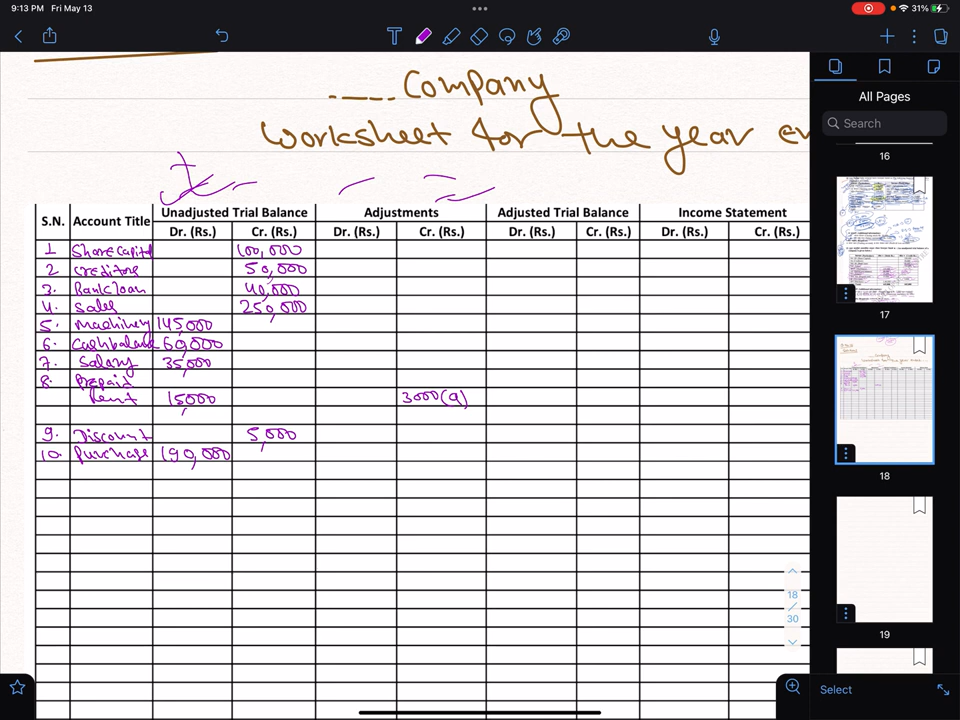 9:13 PM Fri May 13
31%
.---- Company
Worksheet for the year
All Pages
Search
16
S.N. Account Title Unadjusted Trial Balance Adjustments Adjusted Trial Balance Income Statement
Dr. (Rs.) Cr. (Rs.) Dr. (Rs.) Cr. (Rs.) Dr. (Rs.) Cr. (Rs.) Dr. (Rs.) Cr. (Rs.)
1 Share Capital 100,000
2 Creditors 50,000
3. Bank loan 40,000
4. Sales 250,000
5. Machinery 145,000
6. Cash balance 60,000
7. Salary 35,000
8. Prepaid
Rent 15,000 3000 (a)
9. Discount 5,000
10. Purchase 190,000
17
18
19
18
/
30
Select